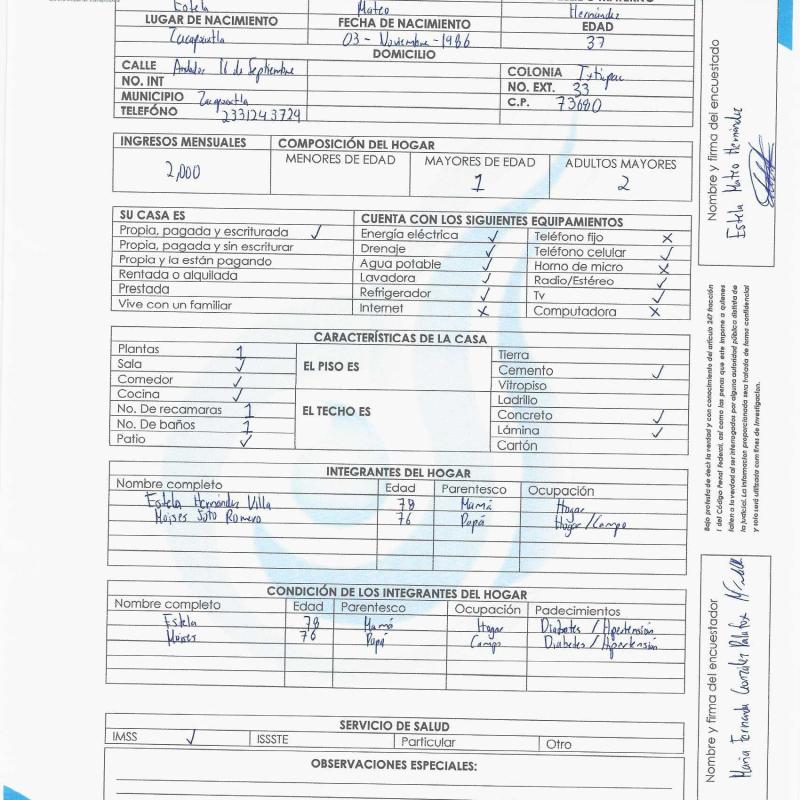 Estela Mateo Hernández
LUGAR DE NACIMIENTO FECHA DE NACIMIENTO EDAD
Zacapoaxtla 03 - Noviembre - 1986 37
DOMICILIO
CALLE Andador 16 de Septiembre COLONIA Ixtipac
NO. INT NO. EXT. 33
MUNICIPIO Zacapoaxtla C.P. 73680
TELEFÓNO 2331243729
INGRESOS MENSUALES COMPOSICIÓN DEL HOGAR
2,000 MENORES DE EDAD MAYORES DE EDAD ADULTOS MAYORES
1 2
SU CASA ES CUENTA CON LOS SIGUIENTES EQUIPAMIENTOS
Propia, pagada y escriturada ✓ Energía eléctrica ✓ Teléfono fijo x
Propia, pagada y sin escriturar Drenaje ✓ Teléfono celular ✓
Propia y la están pagando Agua potable ✓ Horno de micro x
Rentada o alquilada Lavadora ✓ Radio/Estéreo ✓
Prestada Refrigerador ✓ Tv ✓
Vive con un familiar Internet x Computadora x
CARACTERÍSTICAS DE LA CASA
Plantas 1 EL PISO ES Tierra
Sala ✓ Cemento ✓
Comedor ✓ Vitropiso
Cocina ✓ EL TECHO ES Ladrillo
No. De recamaras 1 Concreto ✓
No. De baños 1 Lámina ✓
Patio ✓ Cartón
INTEGRANTES DEL HOGAR
Nombre completo Edad Parentesco Ocupación
Estela Hernández Villa 78 Mamá Hogar
Moises Soto Romero 76 Papá Hogar/Campo
CONDICIÓN DE LOS INTEGRANTES DEL HOGAR
Nombre completo Edad Parentesco Ocupación Padecimientos
Estela 78 Mamá Hogar Diabetes / Hipertensión
Moises 76 Papá Campo Diabetes / Hipertensión
SERVICIO DE SALUD
IMSS ✓ ISSSTE Particular Otro
OBSERVACIONES ESPECIALES:
Nombre y firma del encuestado
Estela Mateo Hernández
Bajo protesta de decir la verdad y con conocimiento del artículo 247 fracción
I del Código Penal Federal, así como las penas que este impone a quienes
falten a la verdad al ser interrogados por alguna autoridad pública distinta de
la judicial. La información proporcionada sera tratada de forma confidencial
y solo será utilizada con fines de investigación.
Nombre y firma del encuestador
María Fernanda González Palafox